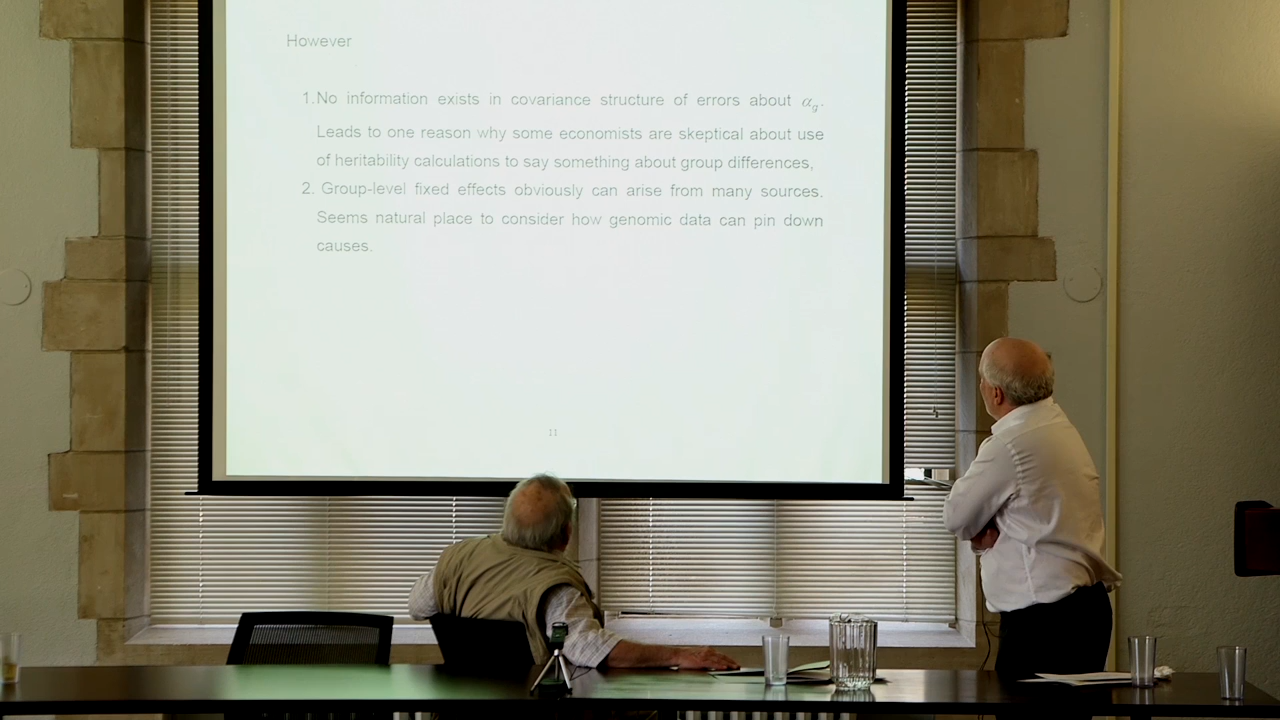 However
1.No information exists in covariance structure of errors about αg.
Leads to one reason why some economists are skeptical about use
of heritability calculations to say something about group differences,
2. Group-level fixed effects obviously can arise from many sources.
Seems natural place to consider how genomic data can pin down
causes.
11